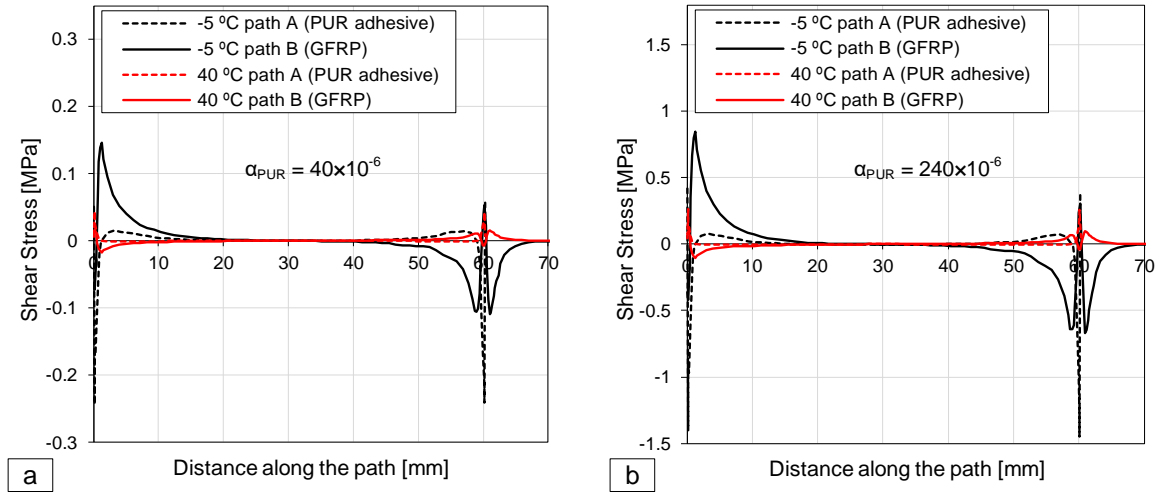 0.3
0.2
0.1
0
-0.1
-0.2
-0.3
Shear Stress [MPa]
-5 ºC path A (PUR adhesive)
-5 ºC path B (GFRP)
40 ºC path A (PUR adhesive)
40 ºC path B (GFRP)
αPUR = 40×10⁻⁶
0 10 20 30 40 50 60 70
Distance along the path [mm]
a
1.5
1
0.5
0
-0.5
-1
-1.5
Shear Stress [MPa]
-5 ºC path A (PUR adhesive)
-5 ºC path B (GFRP)
40 ºC path A (PUR adhesive)
40 ºC path B (GFRP)
αPUR = 240×10⁻⁶
0 10 20 30 40 50 60 70
Distance along the path [mm]
b